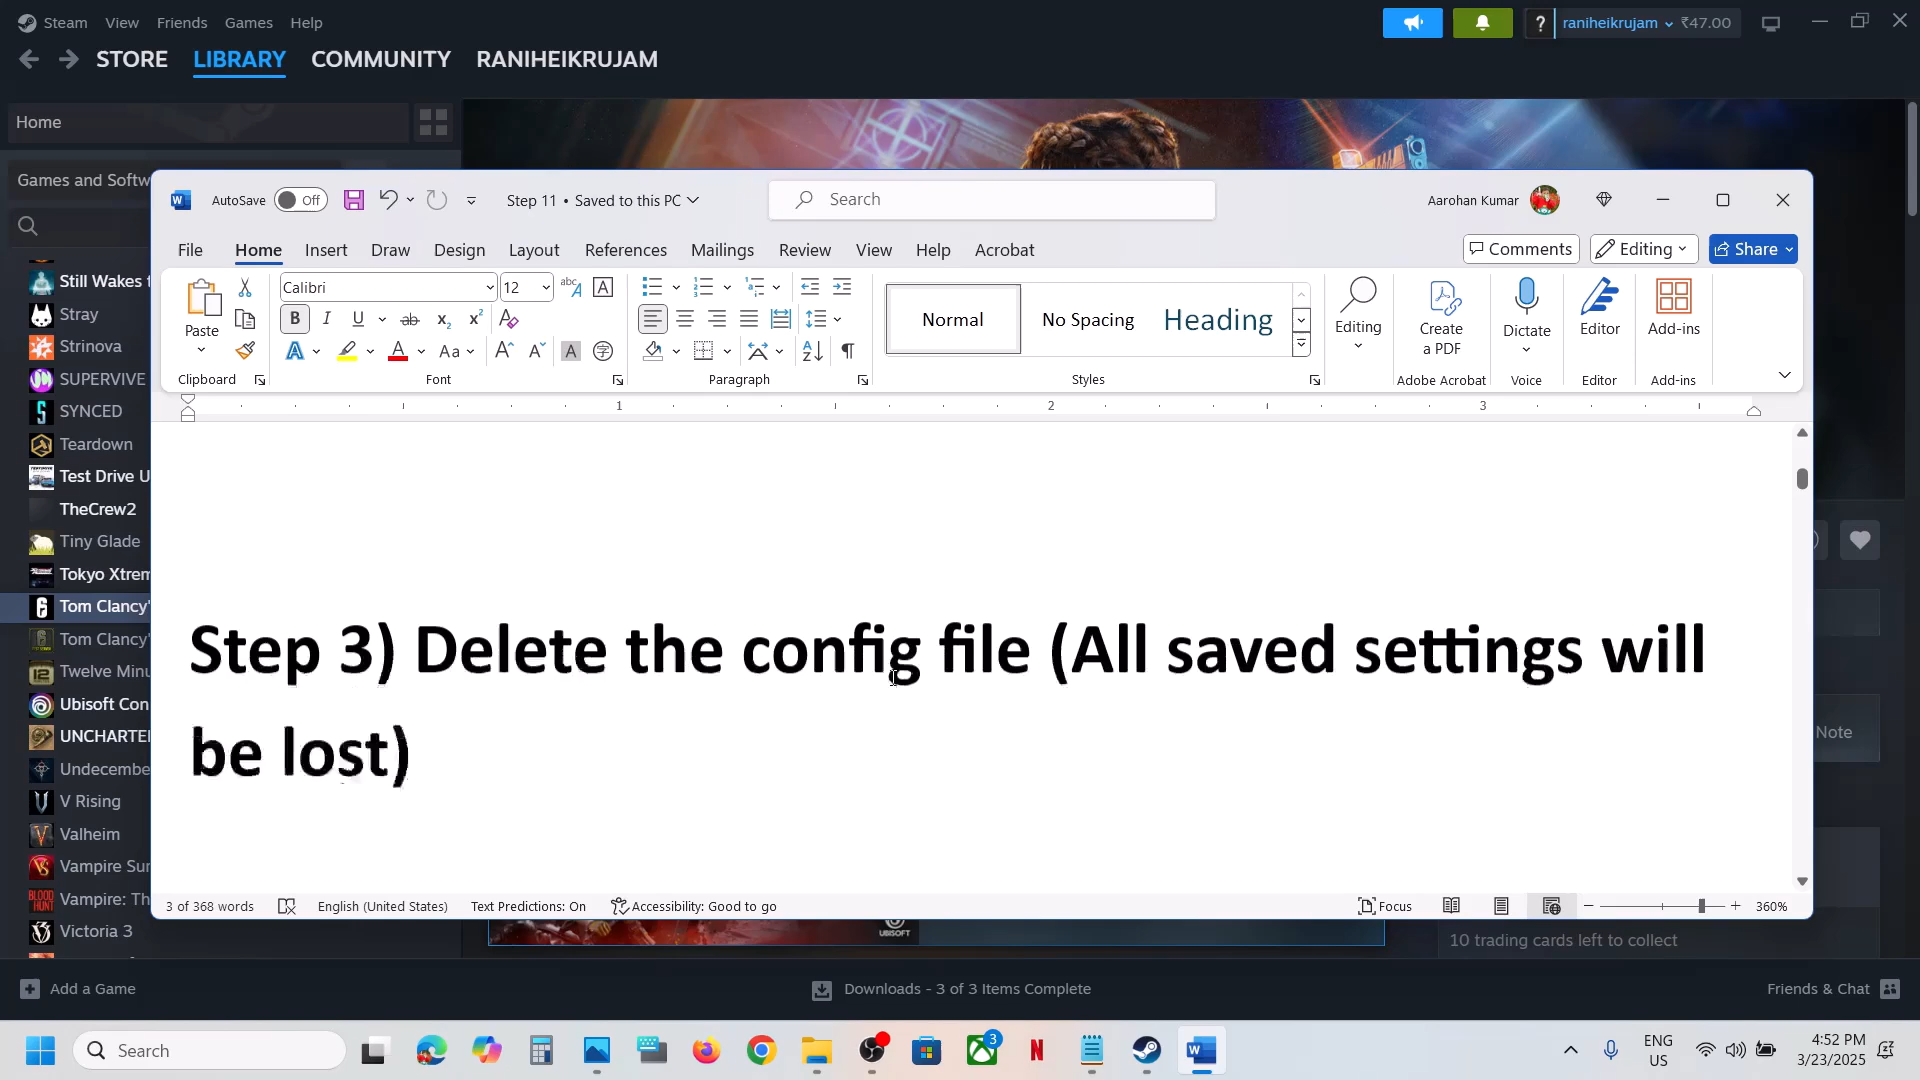 Steam View Friends Games Help
? raniheikrujam ₹47.00
STORE LIBRARY COMMUNITY RANIHEIKRUJAM
Home
Games and Softw
AutoSave Off Step 11 • Saved to this PC Search Aarohan Kumar
File Home Insert Draw Design Layout References Mailings Review View Help Acrobat Comments Editing Share
Paste
Calibri 12
Normal No Spacing Heading
Editing Create a PDF Dictate Editor Add-ins
Clipboard Font Paragraph Styles Adobe Acrobat Voice Editor Add-ins
1 2 3
Step 3) Delete the config file (All saved settings will
be lost)
3 of 368 words English (United States) Text Predictions: On Accessibility: Good to go Focus 360%
Still Wakes
Stray
Strinova
SUPERVIVE
SYNCED
Teardown
Test Drive U
TheCrew2
Tiny Glade
Tokyo Xtrem
Tom Clancy'
Tom Clancy'
Twelve Minu
Ubisoft Con
UNCHARTE
Undecembe
V Rising
Valheim
Vampire Sur
Vampire: Th
Victoria 3
Note
UBISOFT
10 trading cards left to collect
Add a Game Downloads - 3 of 3 Items Complete Friends & Chat
Search
3
ENG
US
4:52 PM
3/23/2025